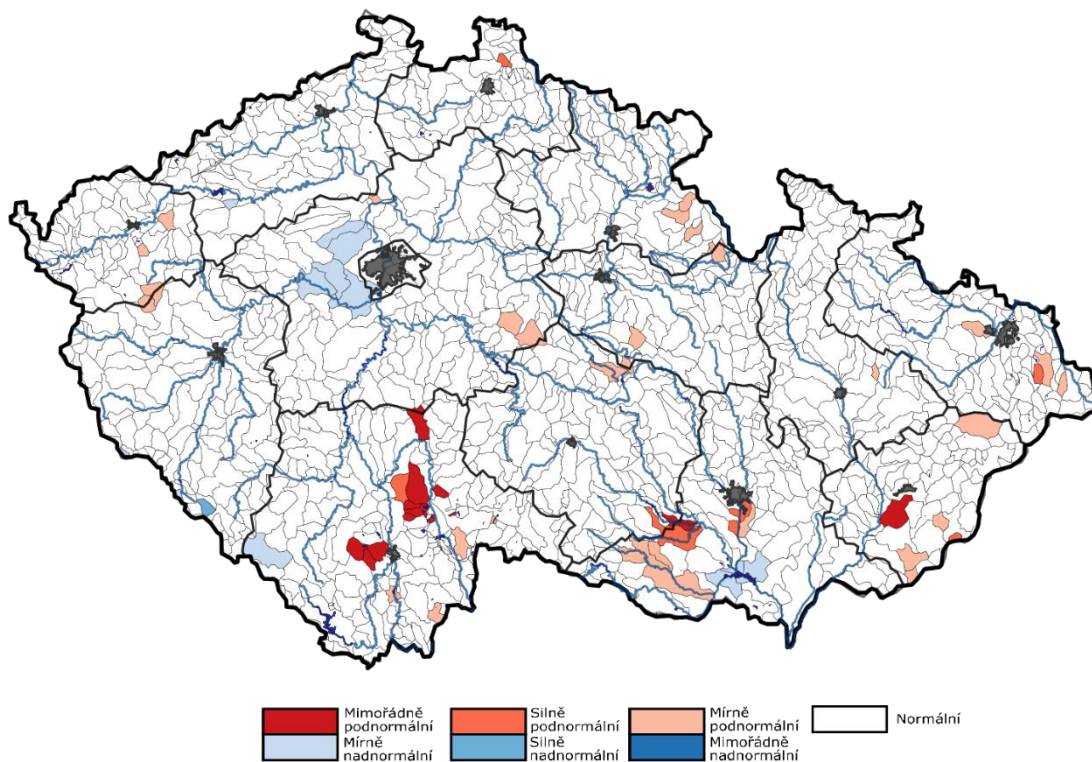 Mimořádně
podnormální
Silně
podnormální
Mírně
podnormální
Normální
Mírně
nadnormální
Silně
nadnormální
Mimořádně
nadnormální